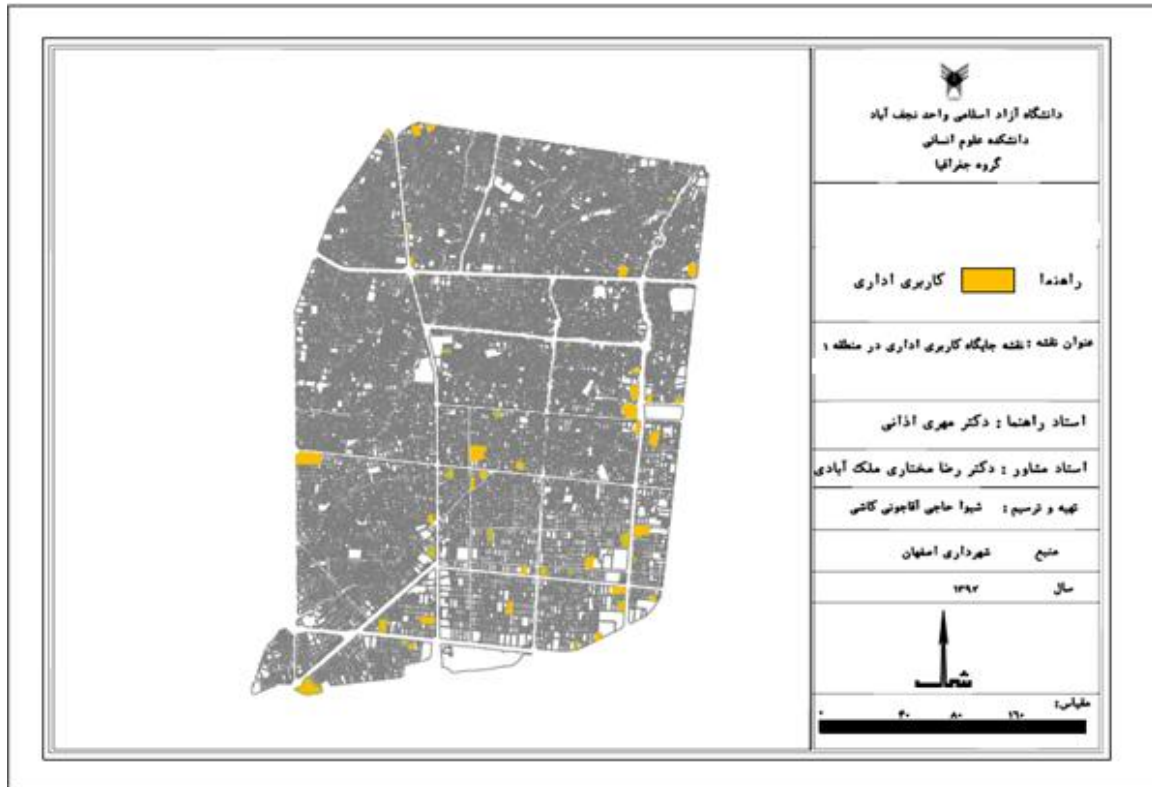 دانشگاه آزاد اسلامی واحد نجف آباد
دانشکده علوم انسانی
گروه جغرافیا
راهنما کاربری اداری
عنوان نقشه : نقشه جایگاه کاربری اداری در منطقه ۱
استاد راهنما : دکتر مهری اذانی
استاد مشاور : دکتر رضا مختاری ملک آبادی
تهیه و ترسیم : شیوا حاجی آقاجونی کاشی
منبع شهرداری اصفهان
سال ۱۳۹۲
شمال
مقیاس:
۰ ۴۰ ۸۰ ۱۶۰